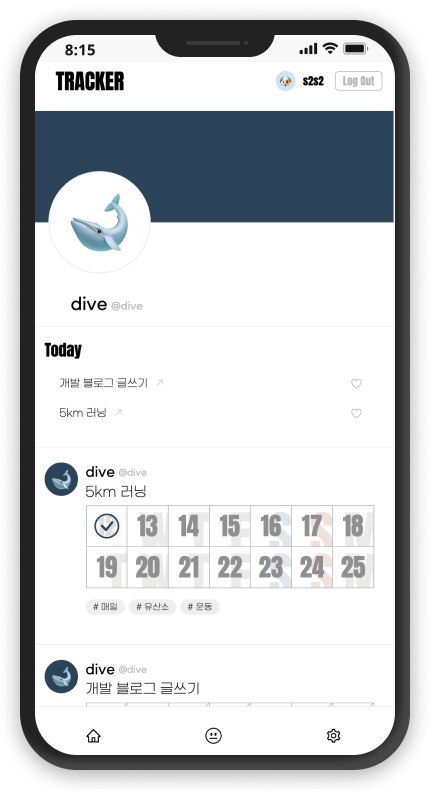 8:15
TRACKER s2s2 Log Out
dive @dive
Today
개발 블로그 글쓰기
5km 러닝
dive @dive
5km 러닝
13 14 15 16 17 18
19 20 21 22 23 24 25
# 매일 # 유산소 # 운동
dive @dive
개발 블로그 글쓰기